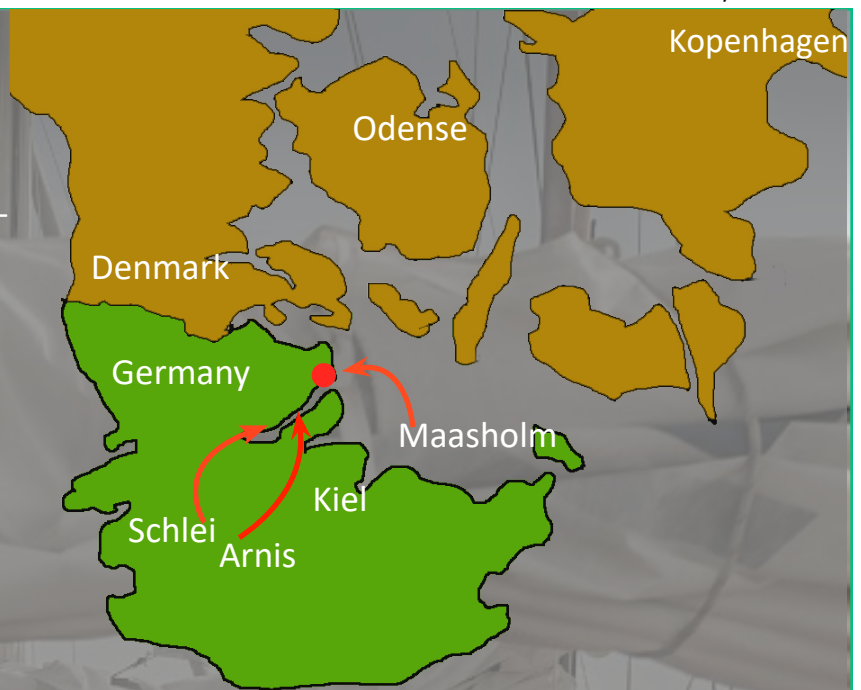 Kopenhagen
Odense
Denmark
Germany
Maasholm
Kiel
Schlei
Arnis